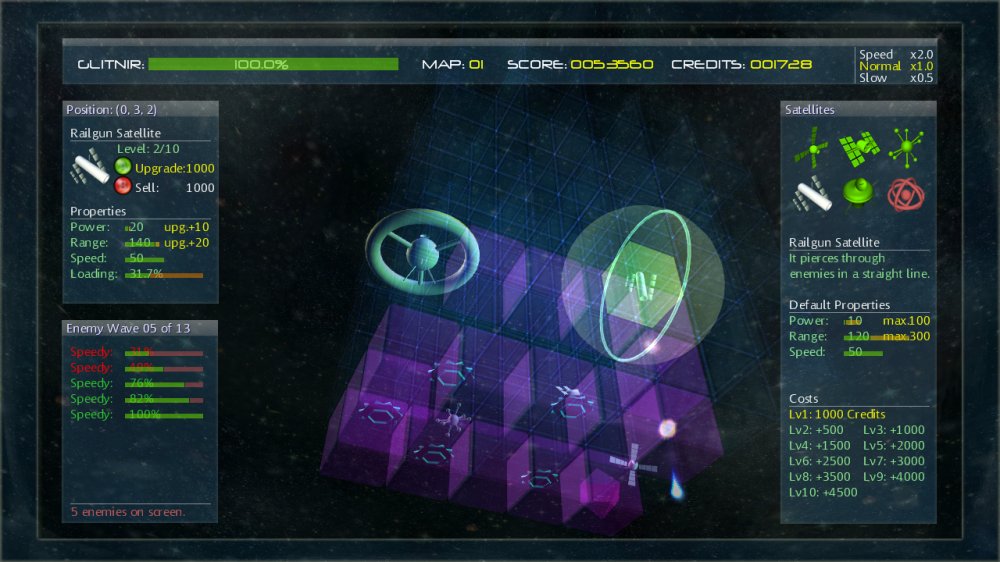 GLITNIR: 100.0% MAP: 01 SCORE: 0053560 CREDITS: 001728
Speed x2.0
Normal x1.0
Slow x0.5
Position: (0, 3, 2)
Railgun Satellite
Level: 2/10
Upgrade:1000
Sell: 1000
Properties
Power: 20 upg.+10
Range: 140 upg.+20
Speed: 50
Loading: 31.7%
Enemy Wave 05 of 13
Speedy: 31%
Speedy: 49%
Speedy: 76%
Speedy: 82%
Speedy: 100%
5 enemies on screen.
Satellites
Railgun Satellite
It pierces through
enemies in a straight line.
Default Properties
Power: 10 max.100
Range: 120 max.300
Speed: 50
Costs
Lv1: 1000 Credits
Lv2: +500 Lv3: +1000
Lv4: +1500 Lv5: +2000
Lv6: +2500 Lv7: +3000
Lv8: +3500 Lv9: +4000
Lv10: +4500